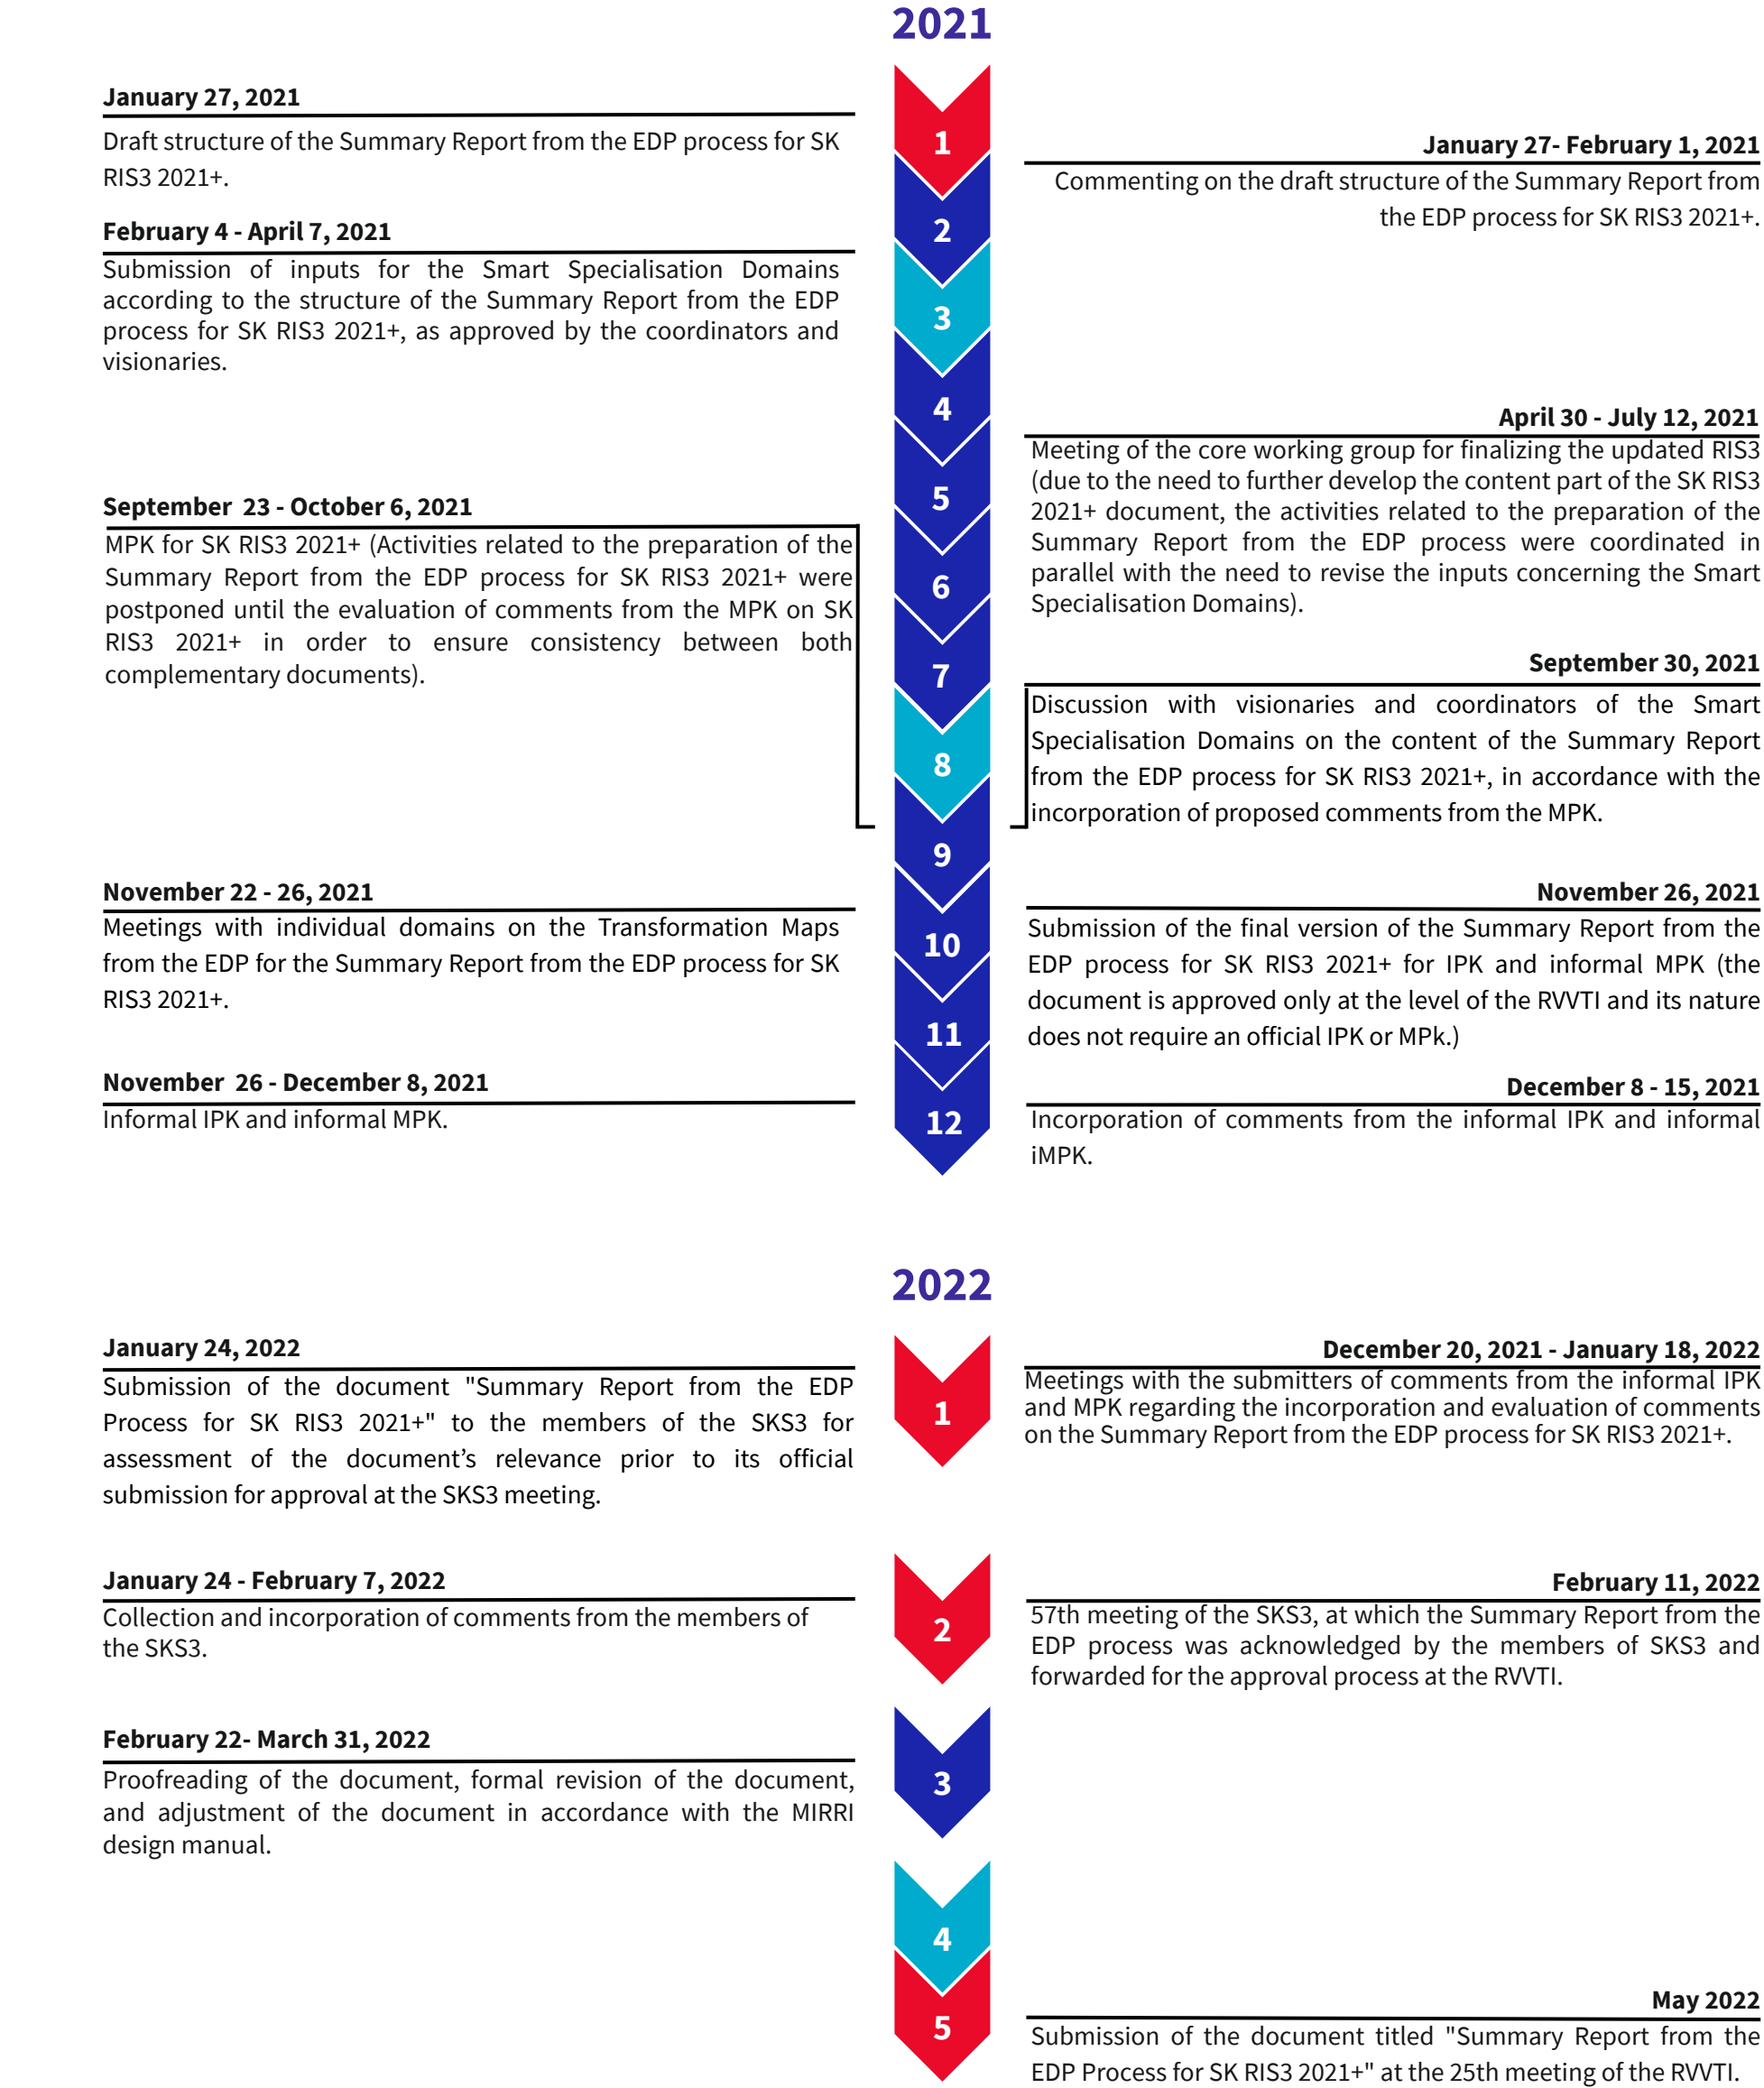 2021
January 27, 2021
Draft structure of the Summary Report from the EDP process for SK
RIS3 2021+.
January 27- February 1, 2021
Commenting on the draft structure of the Summary Report from
the EDP process for SK RIS3 2021+.
February 4 - April 7, 2021
Submission of inputs for the Smart Specialisation Domains
according to the structure of the Summary Report from the EDP
process for SK RIS3 2021+, as approved by the coordinators and
visionaries.
April 30 - July 12, 2021
Meeting of the core working group for finalizing the updated RIS3
(due to the need to further develop the content part of the SK RIS3
2021+ document, the activities related to the preparation of the
Summary Report from the EDP process were coordinated in
parallel with the need to revise the inputs concerning the Smart
Specialisation Domains).
September 23 - October 6, 2021
MPK for SK RIS3 2021+ (Activities related to the preparation of the
Summary Report from the EDP process for SK RIS3 2021+ were
postponed until the evaluation of comments from the MPK on SK
RIS3 2021+ in order to ensure consistency between both
complementary documents).
September 30, 2021
Discussion with visionaries and coordinators of the Smart
Specialisation Domains on the content of the Summary Report
from the EDP process for SK RIS3 2021+, in accordance with the
incorporation of proposed comments from the MPK.
November 22 - 26, 2021
Meetings with individual domains on the Transformation Maps
from the EDP for the Summary Report from the EDP process for SK
RIS3 2021+.
November 26, 2021
Submission of the final version of the Summary Report from the
EDP process for SK RIS3 2021+ for IPK and informal MPK (the
document is approved only at the level of the RVVTI and its nature
does not require an official IPK or MPk.)
November 26 - December 8, 2021
Informal IPK and informal MPK.
December 8 - 15, 2021
Incorporation of comments from the informal IPK and informal
iMPK.
1
2
3
4
5
6
7
8
9
10
11
12
2022
January 24, 2022
Submission of the document "Summary Report from the EDP
Process for SK RIS3 2021+" to the members of the SKS3 for
assessment of the document’s relevance prior to its official
submission for approval at the SKS3 meeting.
1
December 20, 2021 - January 18, 2022
Meetings with the submitters of comments from the informal IPK
and MPK regarding the incorporation and evaluation of comments
on the Summary Report from the EDP process for SK RIS3 2021+.
January 24 - February 7, 2022
Collection and incorporation of comments from the members of
the SKS3.
2
February 11, 2022
57th meeting of the SKS3, at which the Summary Report from the
EDP process was acknowledged by the members of SKS3 and
forwarded for the approval process at the RVVTI.
February 22- March 31, 2022
Proofreading of the document, formal revision of the document,
and adjustment of the document in accordance with the MIRRI
design manual.
3
4
5
May 2022
Submission of the document titled "Summary Report from the
EDP Process for SK RIS3 2021+" at the 25th meeting of the RVVTI.